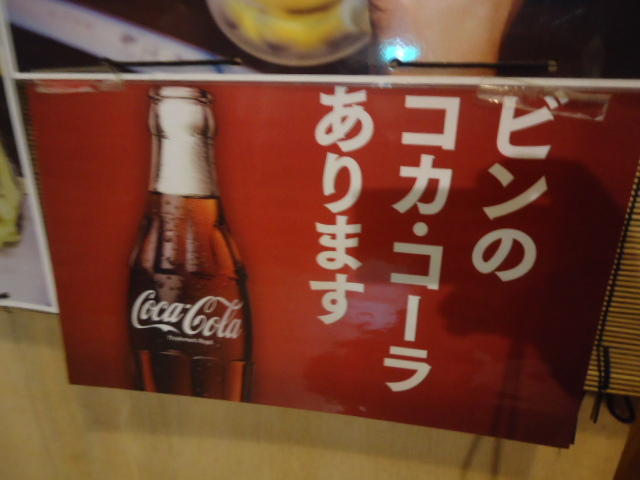 ビンの
コカ・コーラ
あります
Coca-Cola